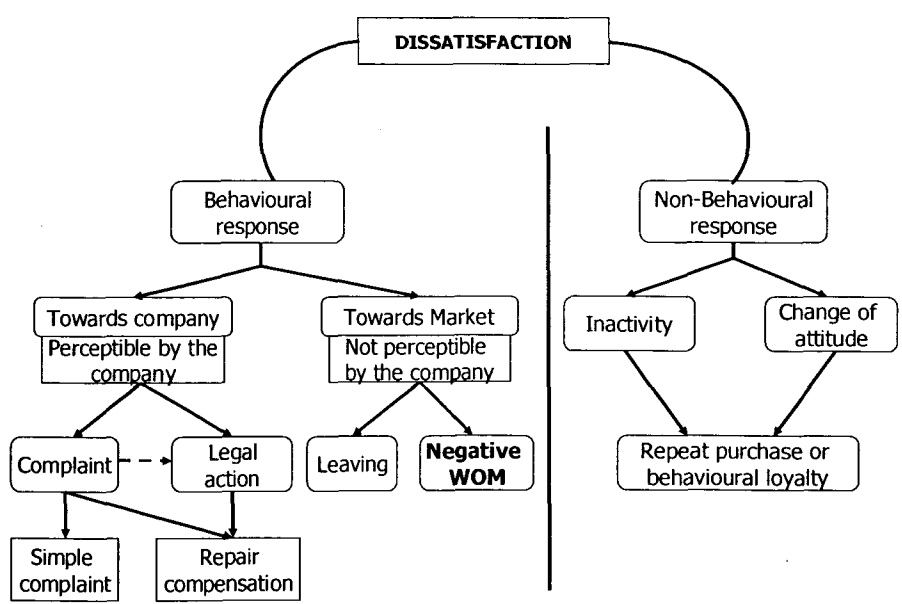 DISSATISFACTION
Behavioural
response
Non-Behavioural
response
Towards company
Perceptible by the
company
Towards Market
Not perceptible
by the company
Inactivity
Change of
attitude
Complaint
Legal
action
Leaving
Negative
WOM
Repeat purchase or
behavioural loyalty
Simple
complaint
Repair
compensation